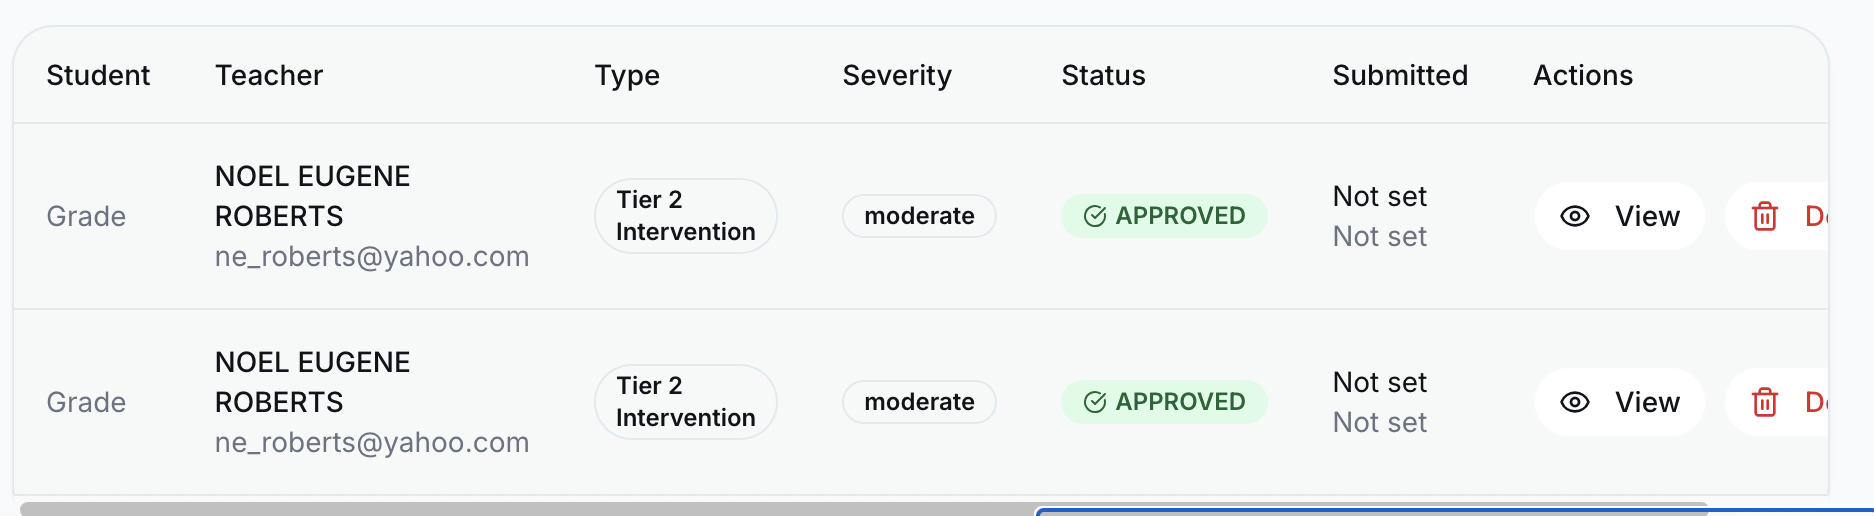 Student Teacher Type Severity Status Submitted Actions
Grade
NOEL EUGENE
ROBERTS
ne_roberts@yahoo.com
Tier 2
Intervention
moderate
APPROVED
Not set
Not set
View
Grade
NOEL EUGENE
ROBERTS
ne_roberts@yahoo.com
Tier 2
Intervention
moderate
APPROVED
Not set
Not set
View